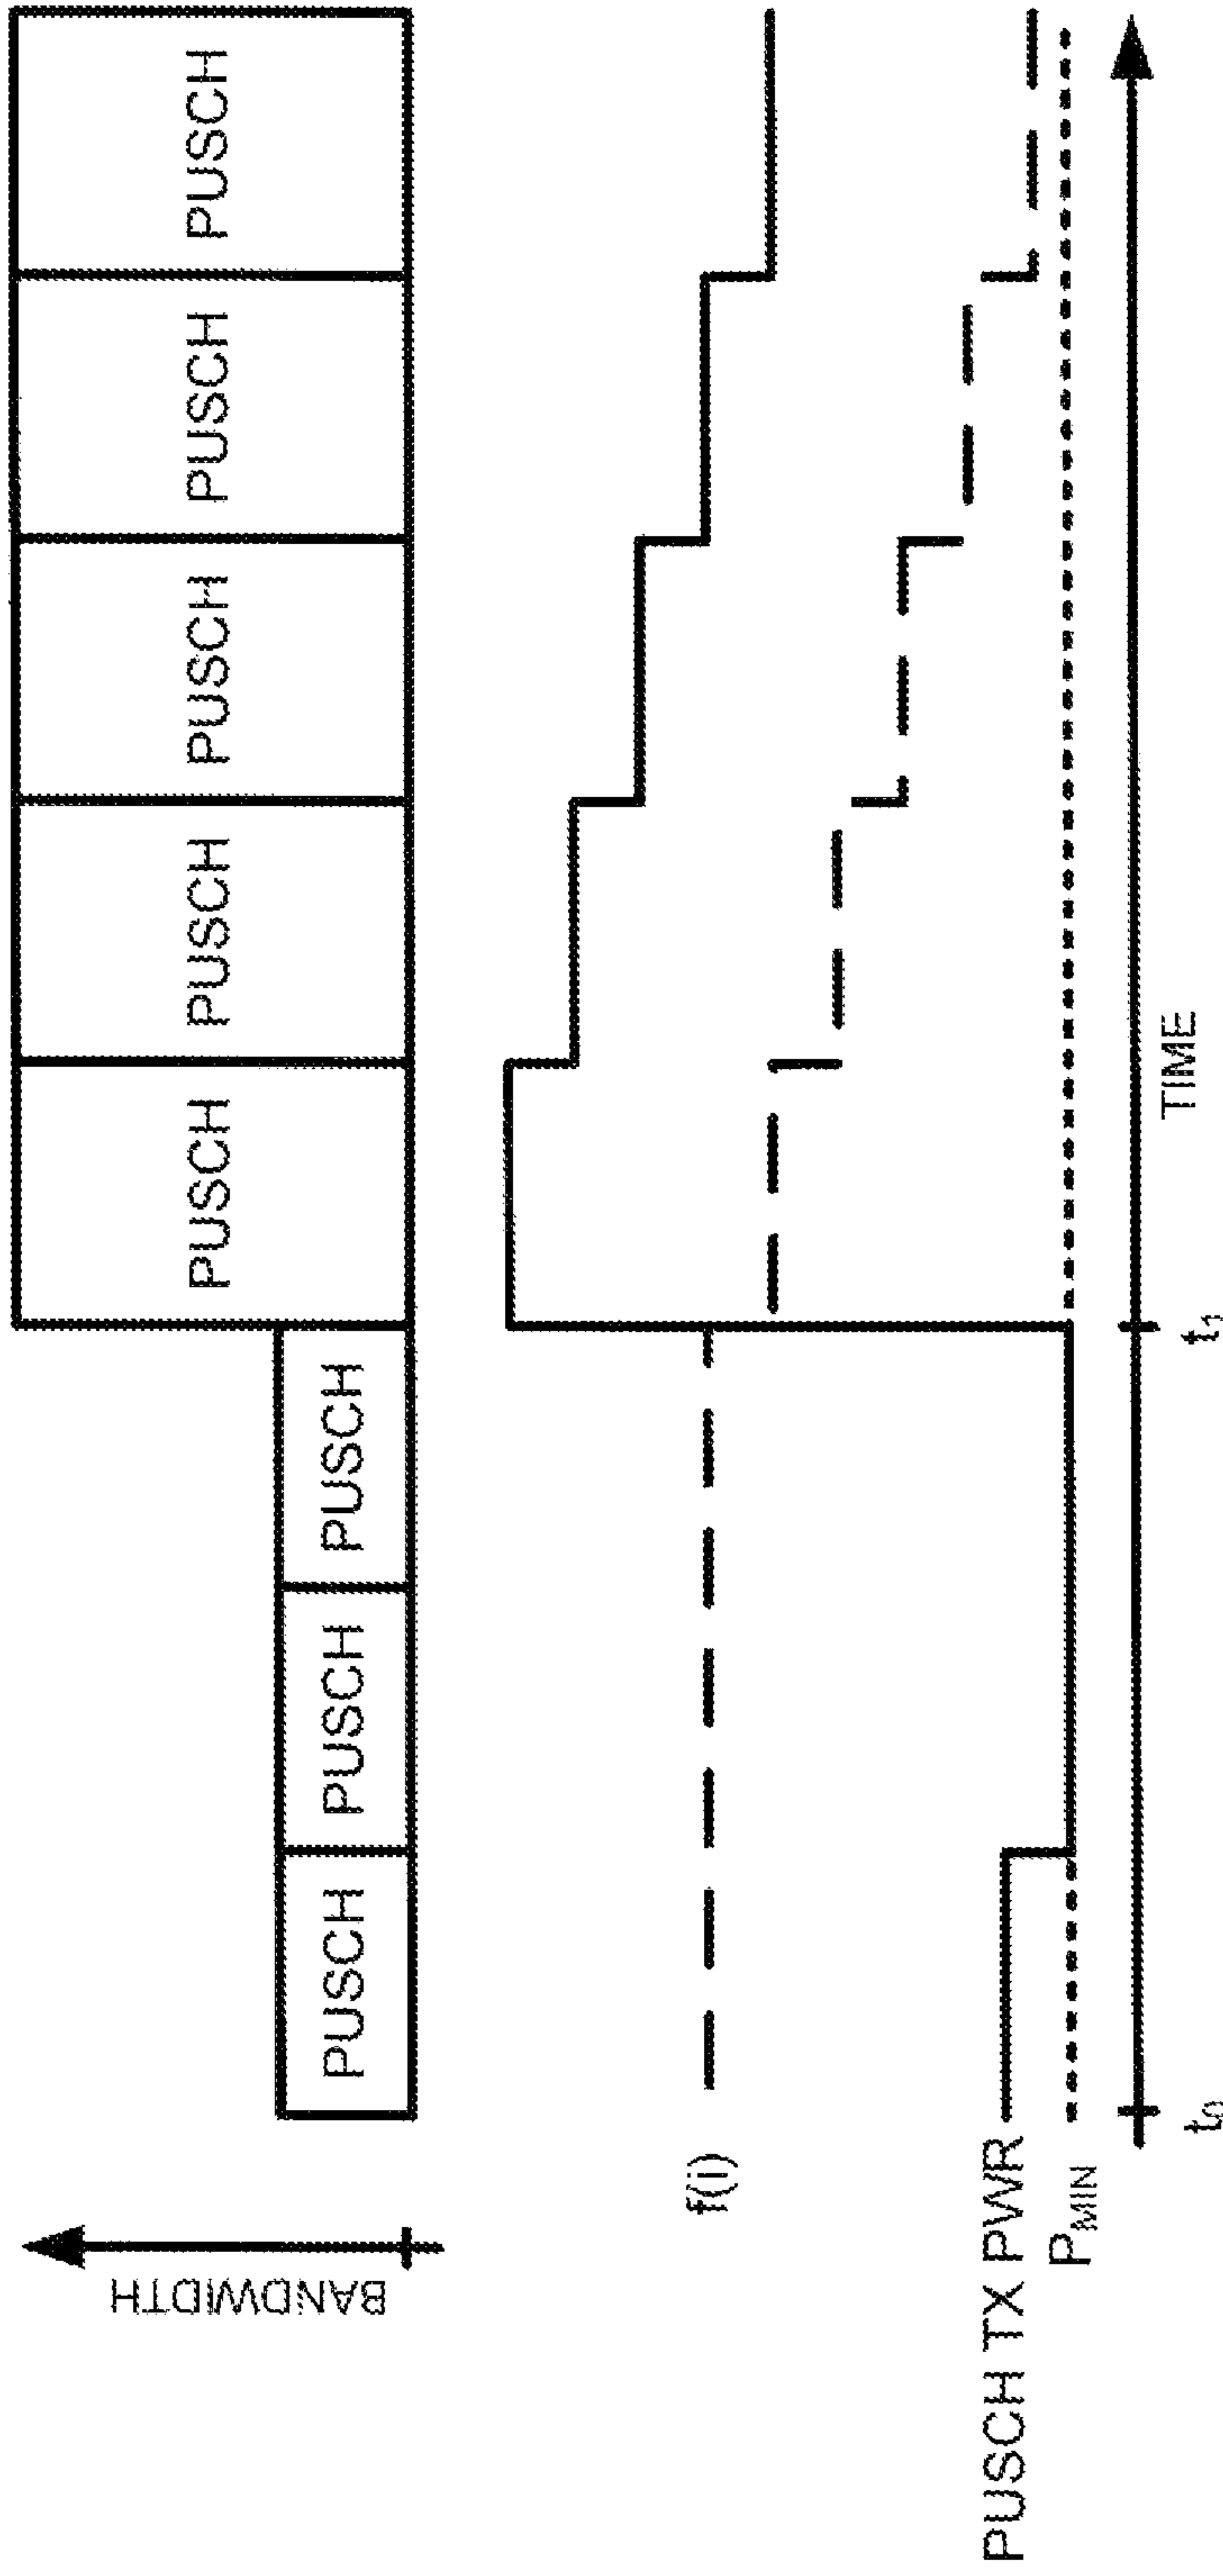 BANDWIDTH
PUSCH
PUSCH
PUSCH
PUSCH
PUSCH
PUSCH
PUSCH
PUSCH
f(i)
PUSCH TX PWR
P_MIN
t_0
t_1
TIME